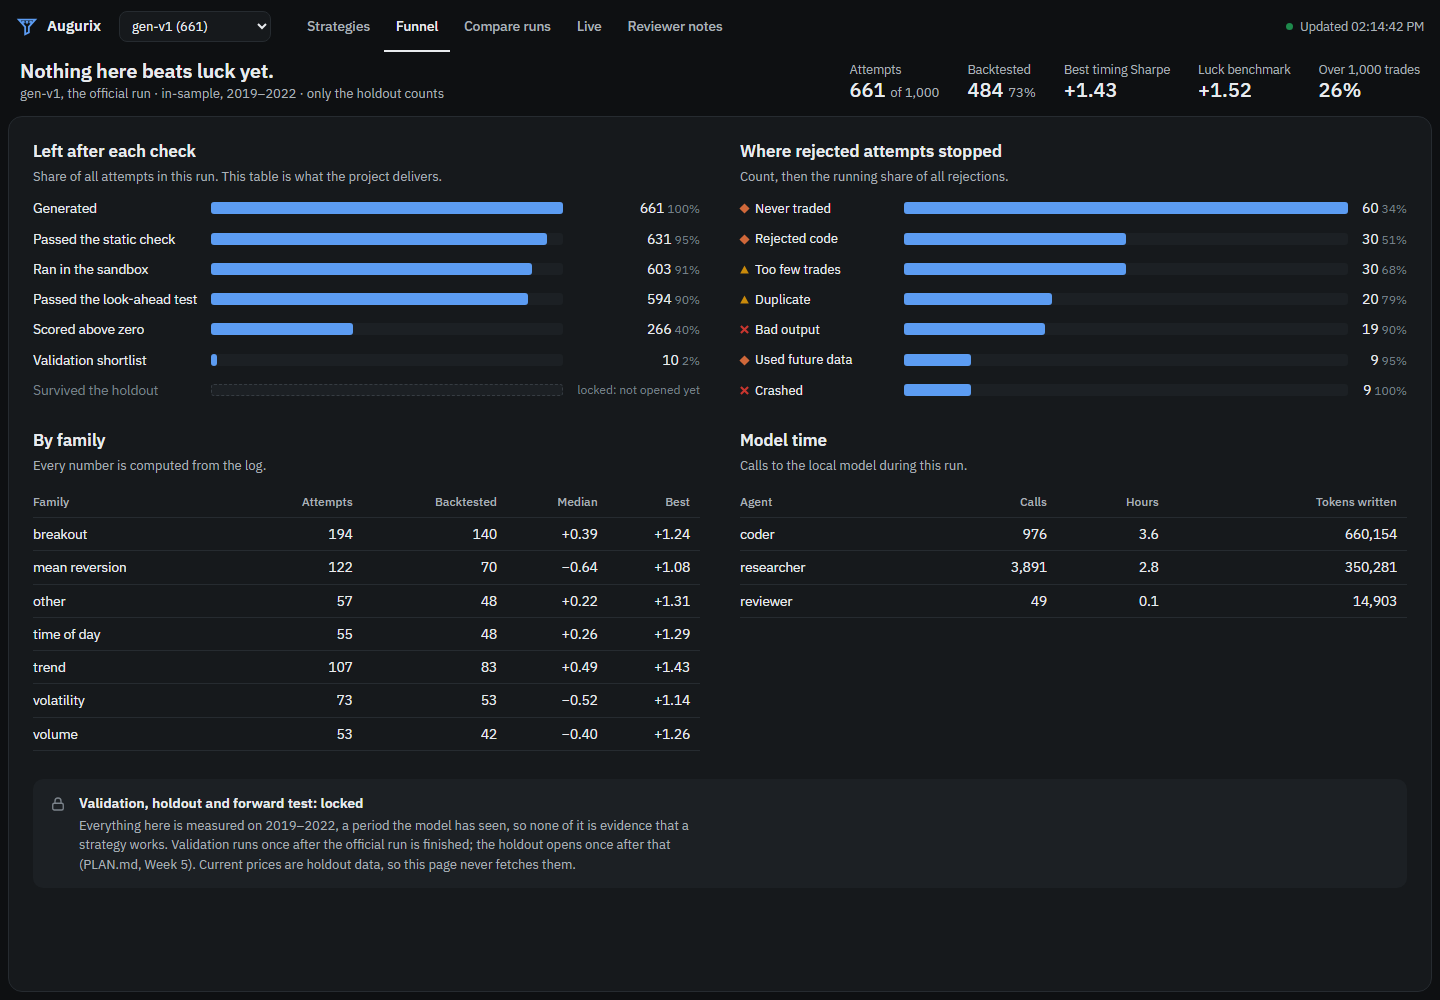 Augurix
gen-v1 (661)
Strategies
Funnel
Compare runs
Live
Reviewer notes
Updated 02:14:42 PM
Nothing here beats luck yet.
gen-v1, the official run · in-sample, 2019–2022 · only the holdout counts
Attempts
661 of 1,000
Backtested
484 73%
Best timing Sharpe
+1.43
Luck benchmark
+1.52
Over 1,000 trades
26%
Left after each check
Share of all attempts in this run. This table is what the project delivers.
Generated 661 100%
Passed the static check 631 95%
Ran in the sandbox 603 91%
Passed the look-ahead test 594 90%
Scored above zero 266 40%
Validation shortlist 10 2%
Survived the holdout locked: not opened yet
Where rejected attempts stopped
Count, then the running share of all rejections.
Never traded 60 34%
Rejected code 30 51%
Too few trades 30 68%
Duplicate 20 79%
Bad output 19 90%
Used future data 9 95%
Crashed 9 100%
By family
Every number is computed from the log.
Family Attempts Backtested Median Best
breakout 194 140 +0.39 +1.24
mean reversion 122 70 −0.64 +1.08
other 57 48 +0.22 +1.31
time of day 55 48 +0.26 +1.29
trend 107 83 +0.49 +1.43
volatility 73 53 −0.52 +1.14
volume 53 42 −0.40 +1.26
Model time
Calls to the local model during this run.
Agent Calls Hours Tokens written
coder 976 3.6 660,154
researcher 3,891 2.8 350,281
reviewer 49 0.1 14,903
Validation, holdout and forward test: locked
Everything here is measured on 2019–2022, a period the model has seen, so none of it is evidence that a
strategy works. Validation runs once after the official run is finished; the holdout opens once after that
(PLAN.md, Week 5). Current prices are holdout data, so this page never fetches them.